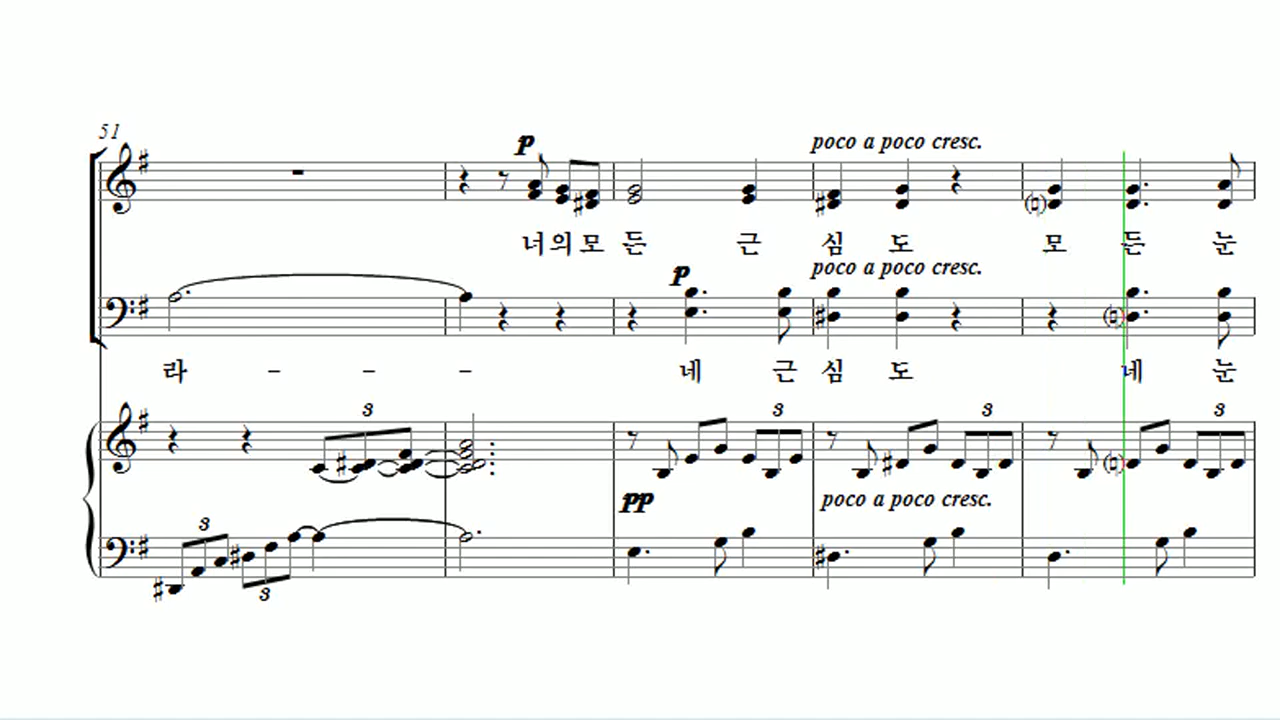 51
p
poco a poco cresc.
너의모 든 근 심 도 모 든 눈
p
poco a poco cresc.
라 - - - 네 근 심 도 네 눈
3
3
3
3
pp
poco a poco cresc.
3
3